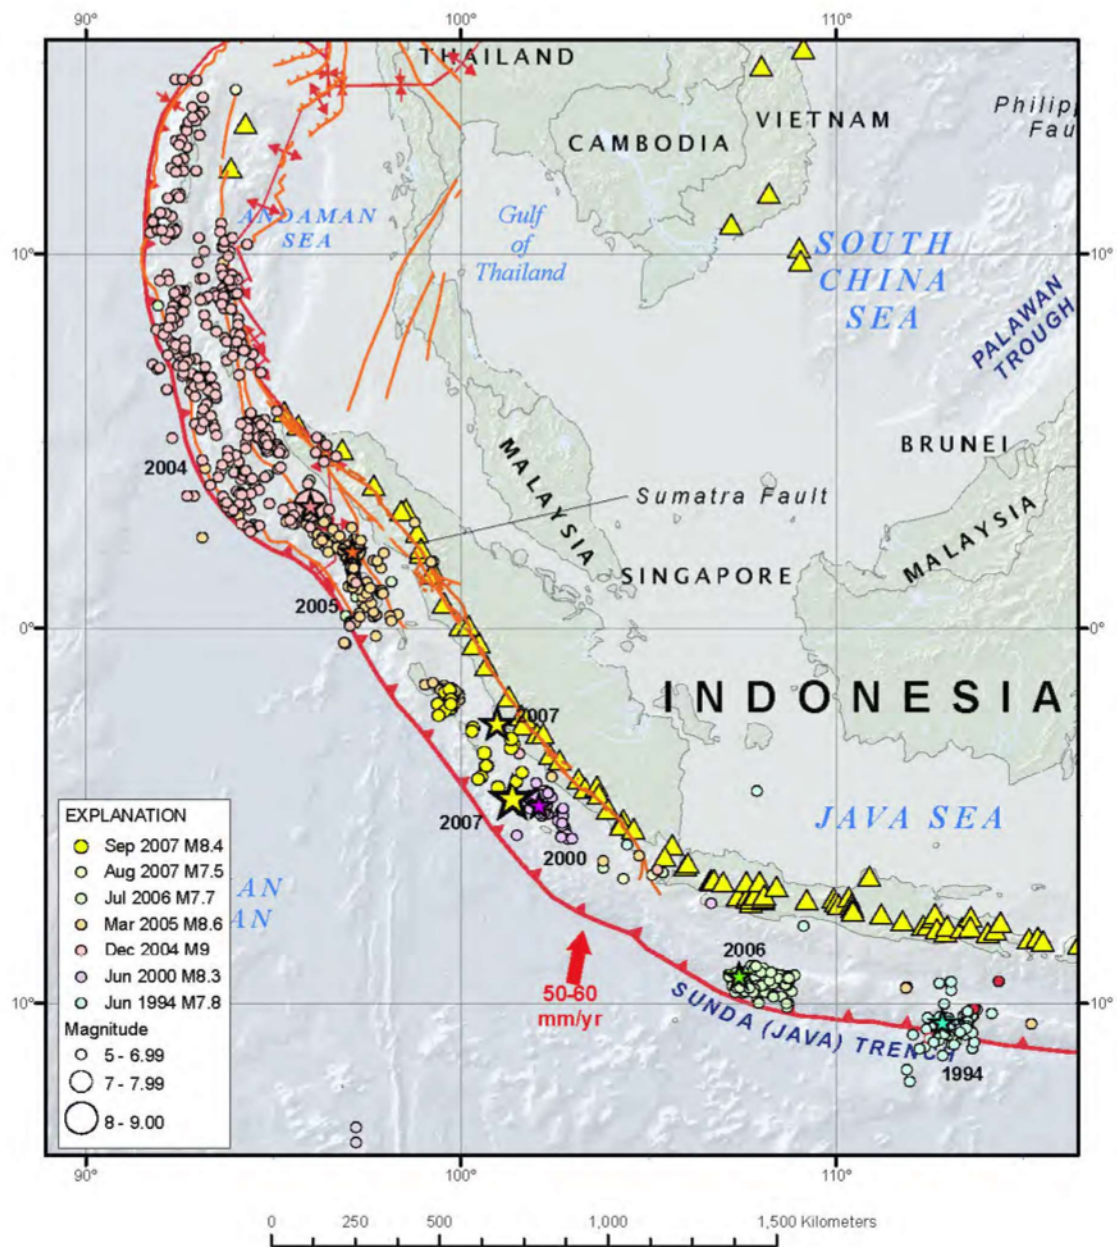 90°
100°
110°
THAILAND
CAMBODIA
VIETNAM
Philipp
Fau
ANDAMAN
SEA
Gulf
of
Thailand
SOUTH
CHINA
SEA
10°
10°
PALAWAN
TROUGH
BRUNEI
2004
MALAYSIA
Sumatra Fault
MALAYSIA
SINGAPORE
2005
0°
0°
INDONESIA
2007
2007
JAVA SEA
2000
EXPLANATION
Sep 2007 M8.4
Aug 2007 M7.5
Jul 2006 M7.7
Mar 2005 M8.6
Dec 2004 M9
Jun 2000 M8.3
Jun 1994 M7.8
Magnitude
5 - 6.99
7 - 7.99
8 - 9.00
AN
AN
2006
50-60
mm/yr
SUNDA (JAVA) TRENCH
10°
10°
1994
90°
100°
110°
0
250
500
1,000
1,500 Kilometers